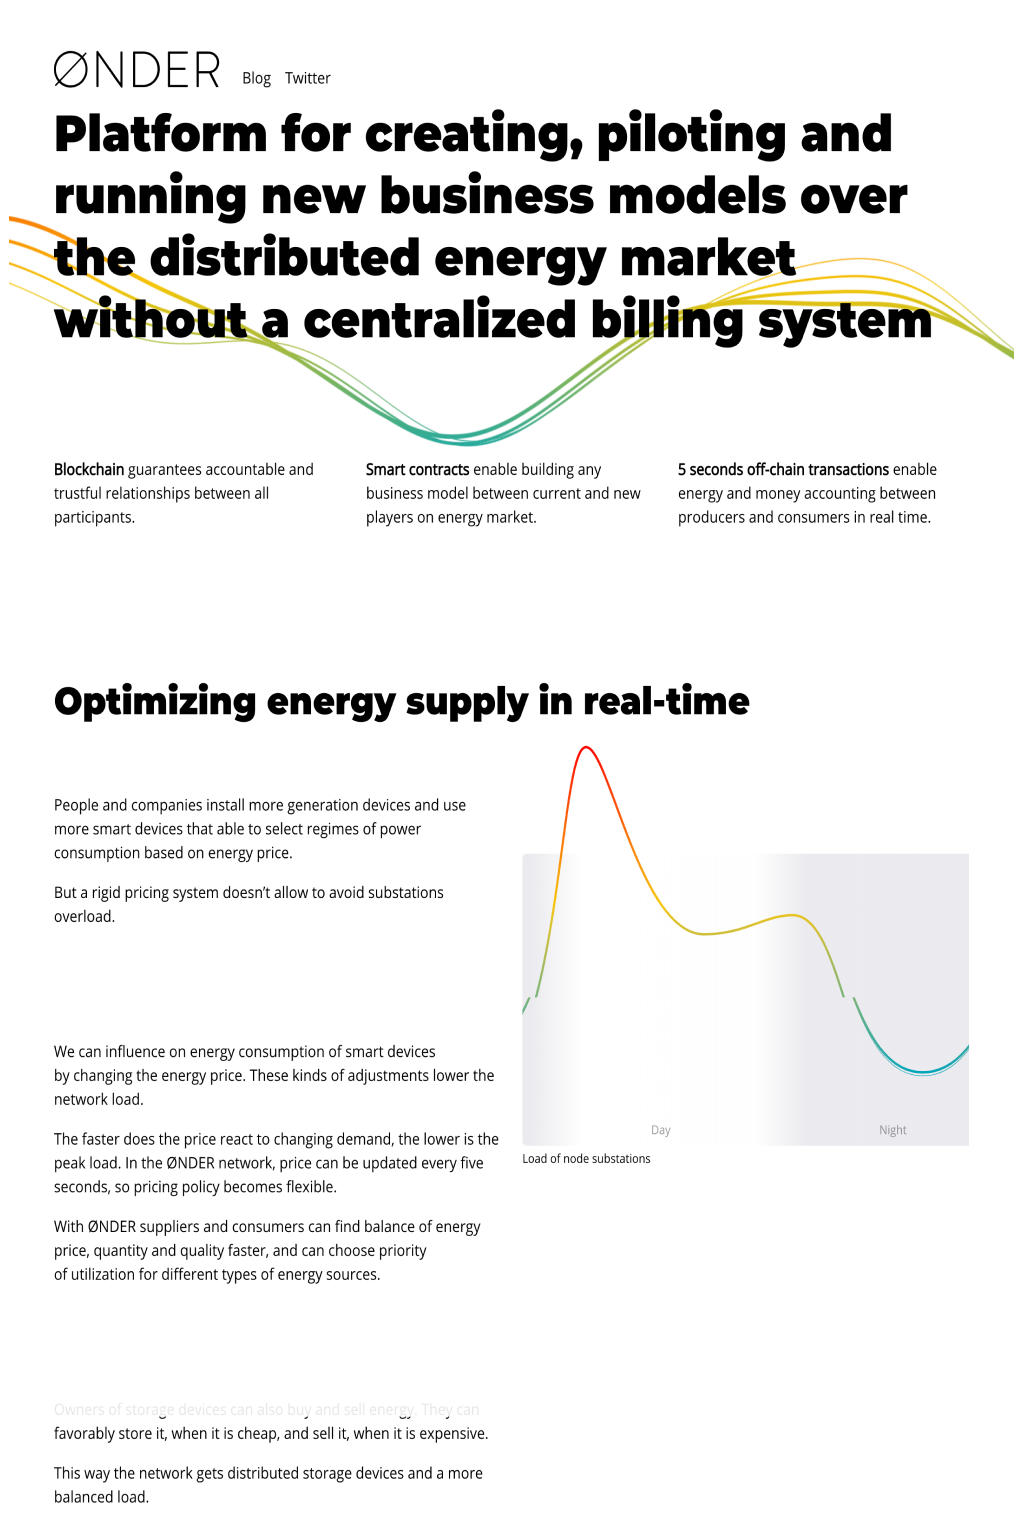 ØNDER Blog Twitter
Platform for creating, piloting and
running new business models over
the distributed energy market
without a centralized billing system
Blockchain guarantees accountable and
trustful relationships between all
participants.
Smart contracts enable building any
business model between current and new
players on energy market.
5 seconds off-chain transactions enable
energy and money accounting between
producers and consumers in real time.
Optimizing energy supply in real-time
People and companies install more generation devices and use
more smart devices that able to select regimes of power
consumption based on energy price.
But a rigid pricing system doesn’t allow to avoid substations
overload.
We can influence on energy consumption of smart devices
by changing the energy price. These kinds of adjustments lower the
network load.
The faster does the price react to changing demand, the lower is the
peak load. In the ØNDER network, price can be updated every five
seconds, so pricing policy becomes flexible.
With ØNDER suppliers and consumers can find balance of energy
price, quantity and quality faster, and can choose priority
of utilization for different types of energy sources.
Day
Night
Load of node substations
Owners of storage devices can also buy and sell energy. They can
favorably store it, when it is cheap, and sell it, when it is expensive.
This way the network gets distributed storage devices and a more
balanced load.